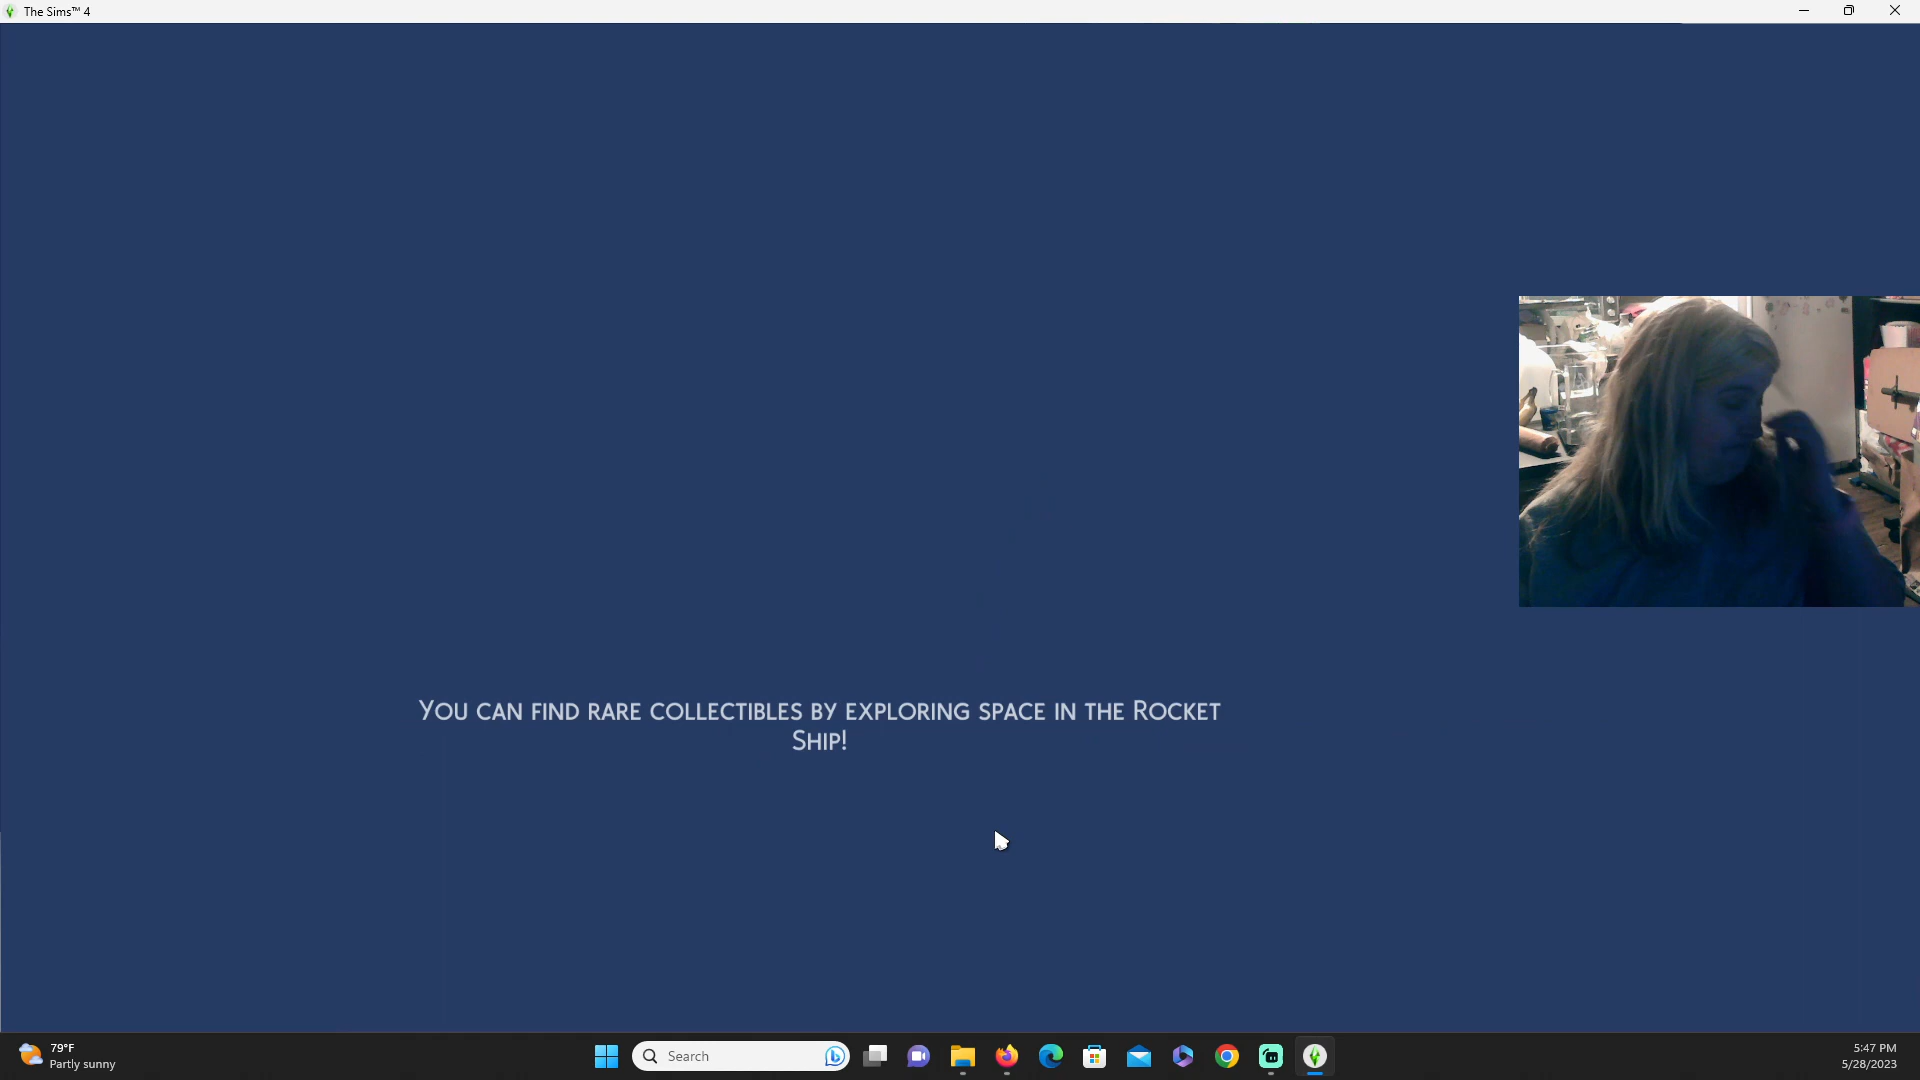 The Sims™ 4
You can find rare collectibles by exploring space in the Rocket
Ship!
79°F
Partly sunny
Search
5:47 PM
5/28/2023